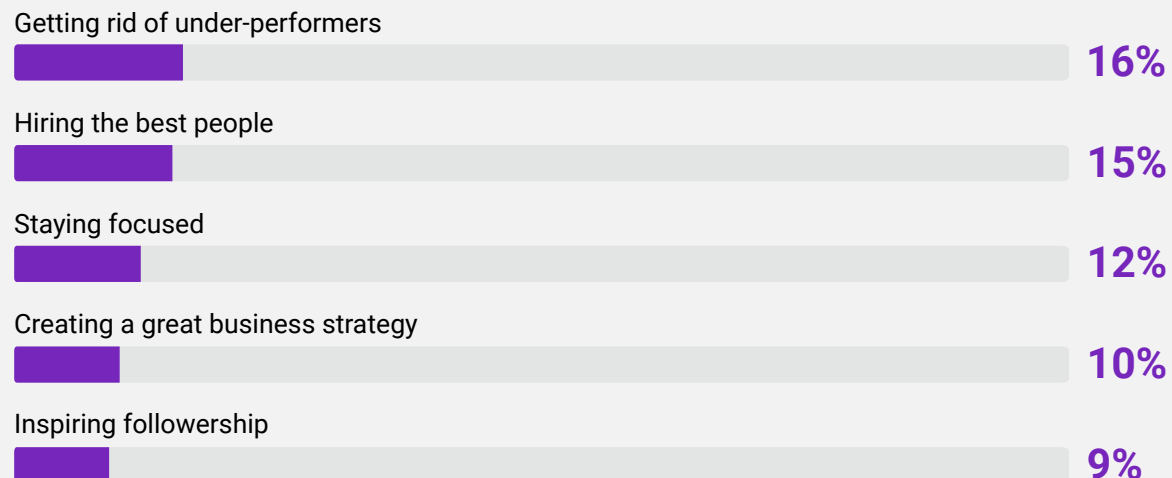 Getting rid of under-performers
16%
Hiring the best people
15%
Staying focused
12%
Creating a great business strategy
10%
Inspiring followership
9%